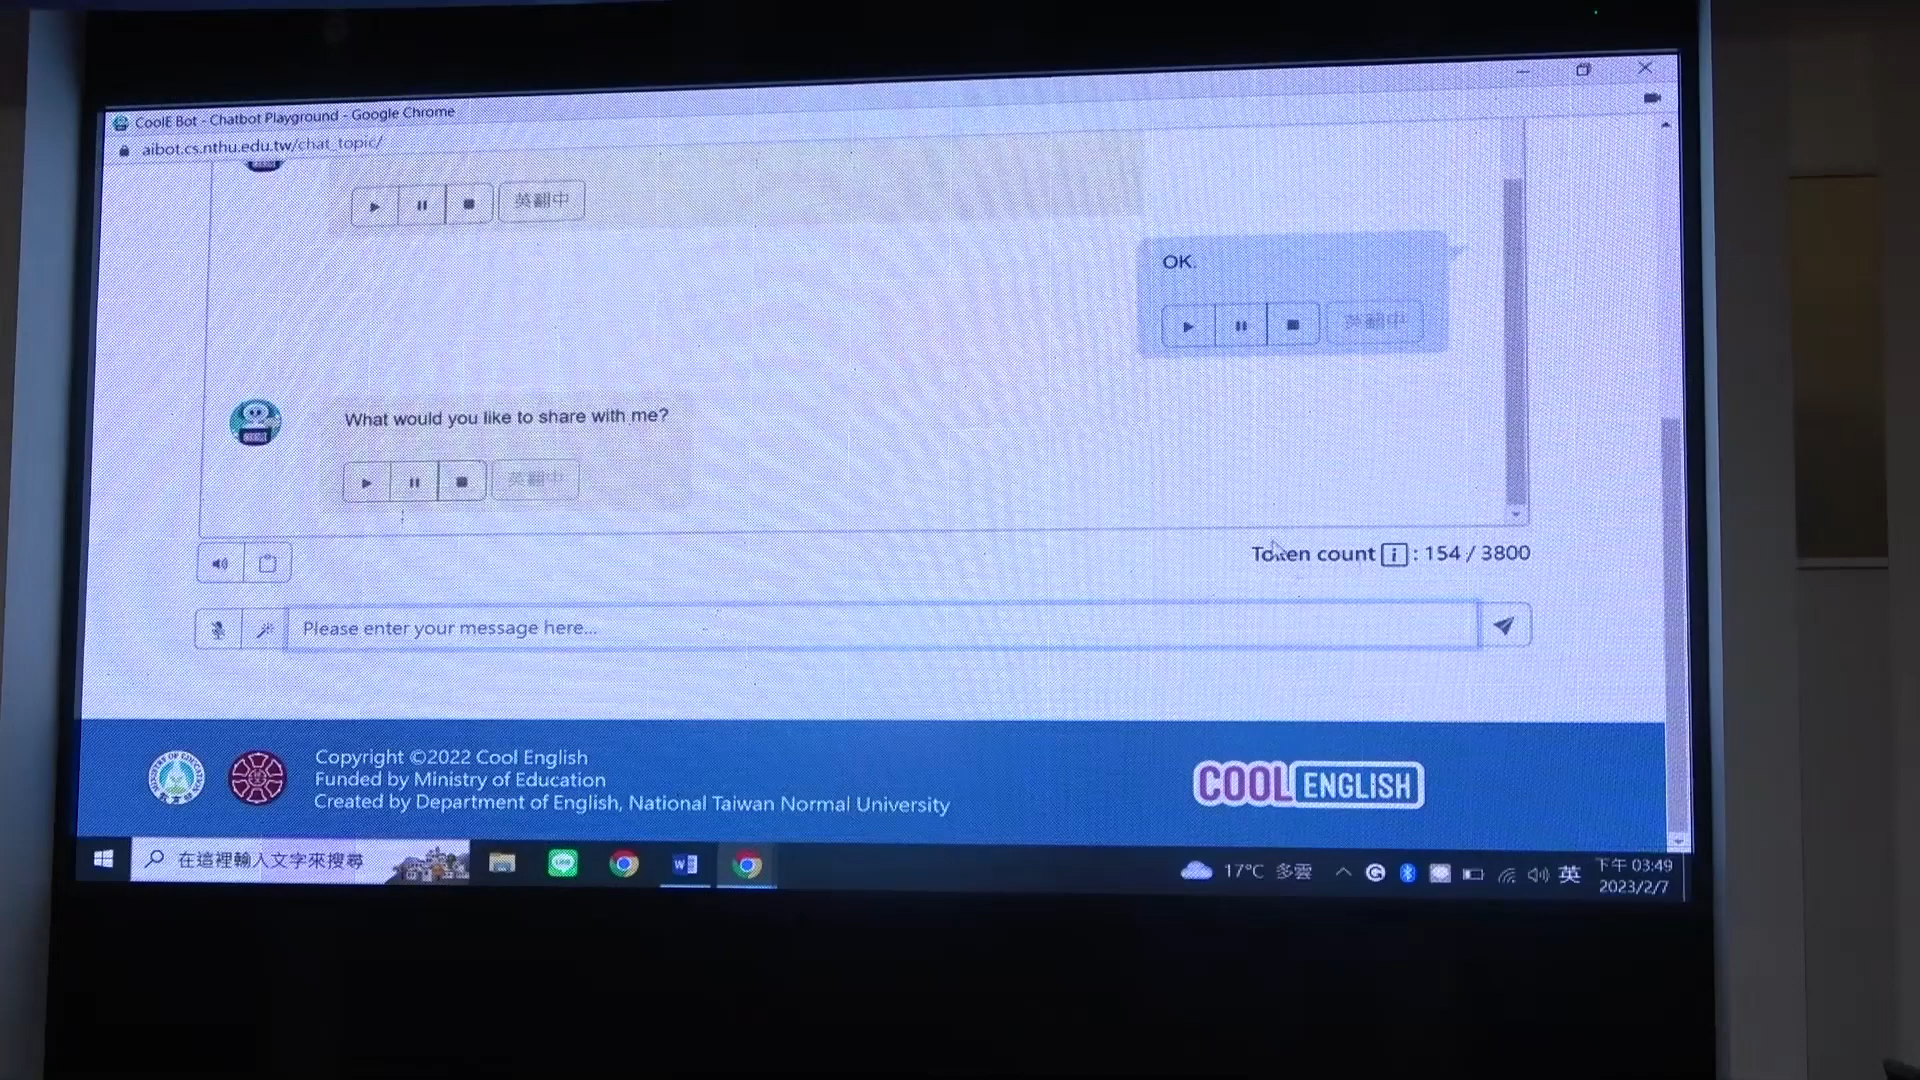 CoolE Bot - Chatbot Playground - Google Chrome
aibot.cs.nthu.edu.tw/chat_topic/
英翻中
OK.
英翻中
What would you like to share with me?
英翻中
Token count i : 154 / 3800
Please enter your message here...
Copyright ©2022 Cool English
Funded by Ministry of Education
Created by Department of English, National Taiwan Normal University
COOL ENGLISH
在這裡輸入文字來搜尋
17°C 多雲
英
下午 03:49
2023/2/7